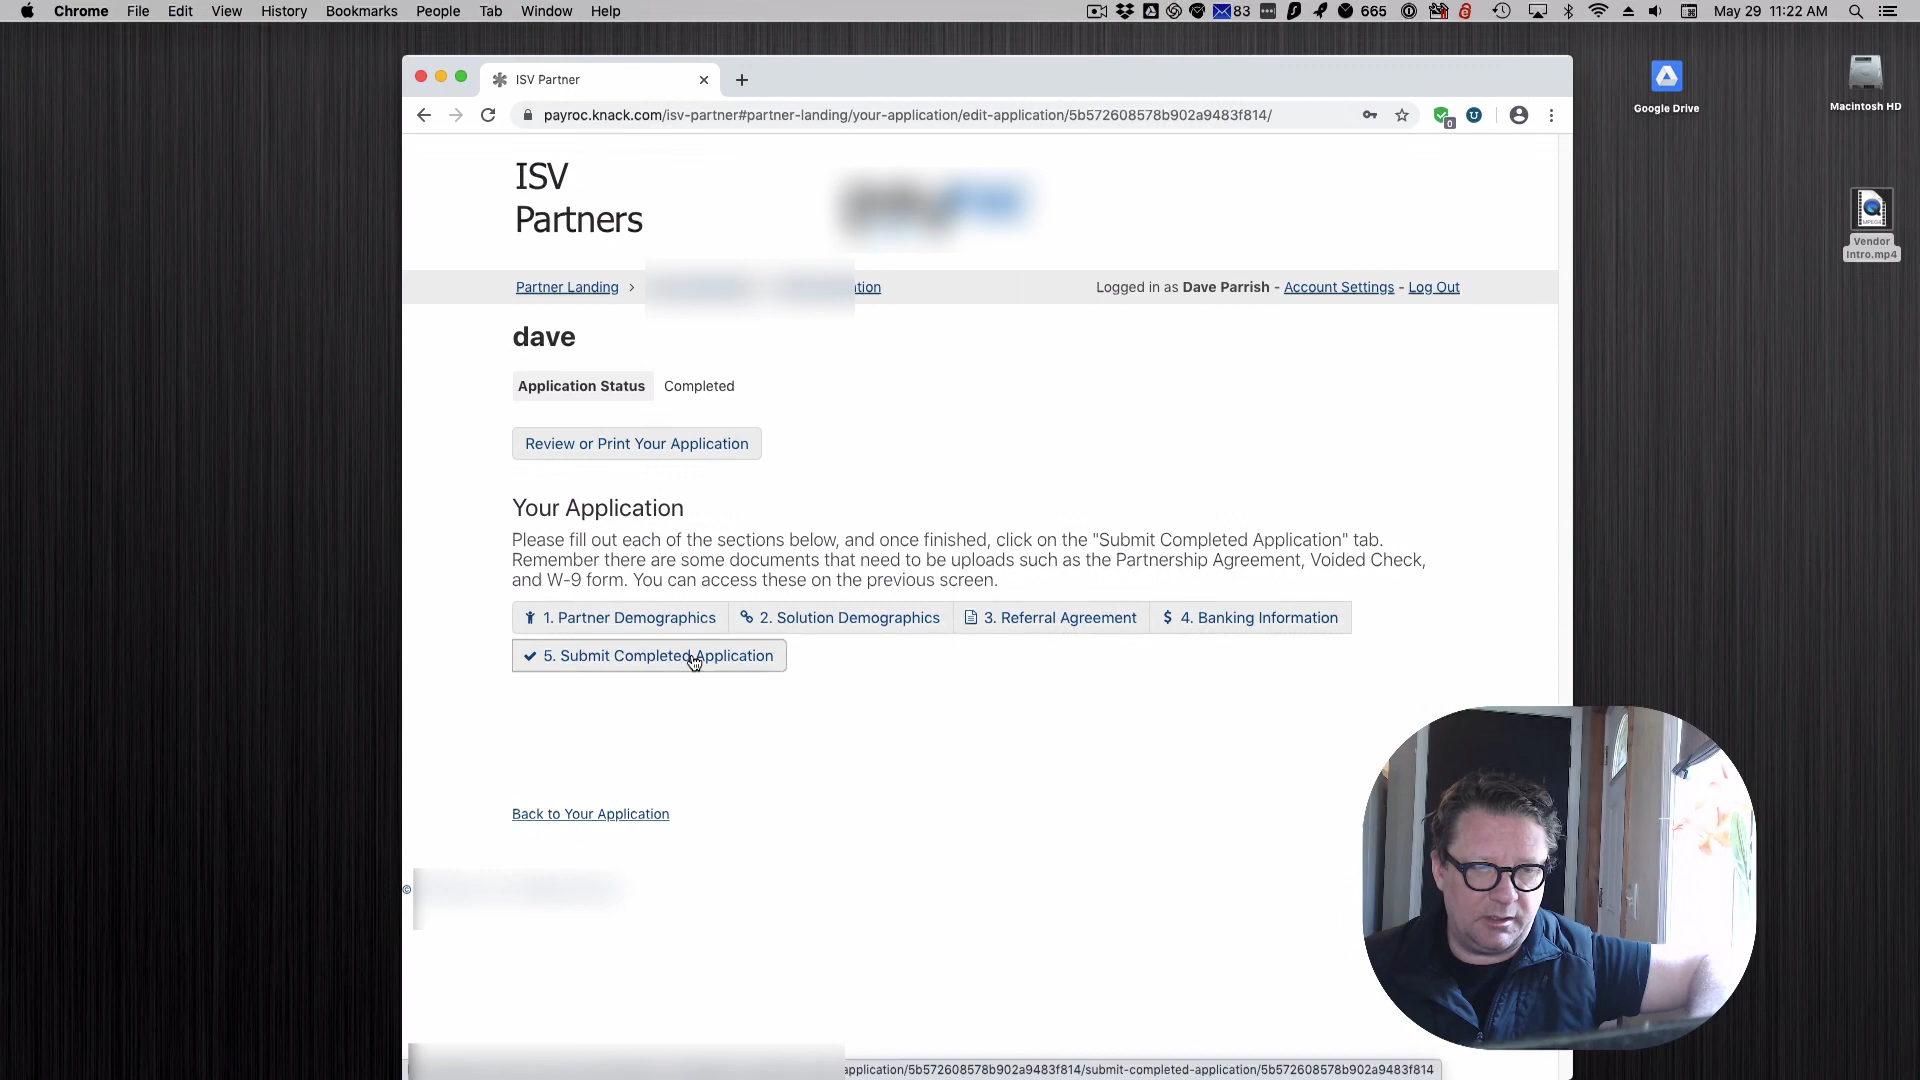 Chrome File Edit View History Bookmarks People Tab Window Help 83 665 May 29 11:22 AM
ISV Partner
payroc.knack.com/isv-partner#partner-landing/your-application/edit-application/5b572608578b902a9483f814/
0
Google Drive
Macintosh HD
MPEG4
Vendor
Intro.mp4
ISV
Partners
Partner Landing > tion Logged in as Dave Parrish - Account Settings - Log Out
dave
Application Status Completed
Review or Print Your Application
Your Application
Please fill out each of the sections below, and once finished, click on the "Submit Completed Application" tab.
Remember there are some documents that need to be uploads such as the Partnership Agreement, Voided Check,
and W-9 form. You can access these on the previous screen.
1. Partner Demographics 2. Solution Demographics 3. Referral Agreement $ 4. Banking Information
5. Submit Completed Application
Back to Your Application
©
application/5b572608578b902a9483f814/submit-completed-application/5b572608578b902a9483f814